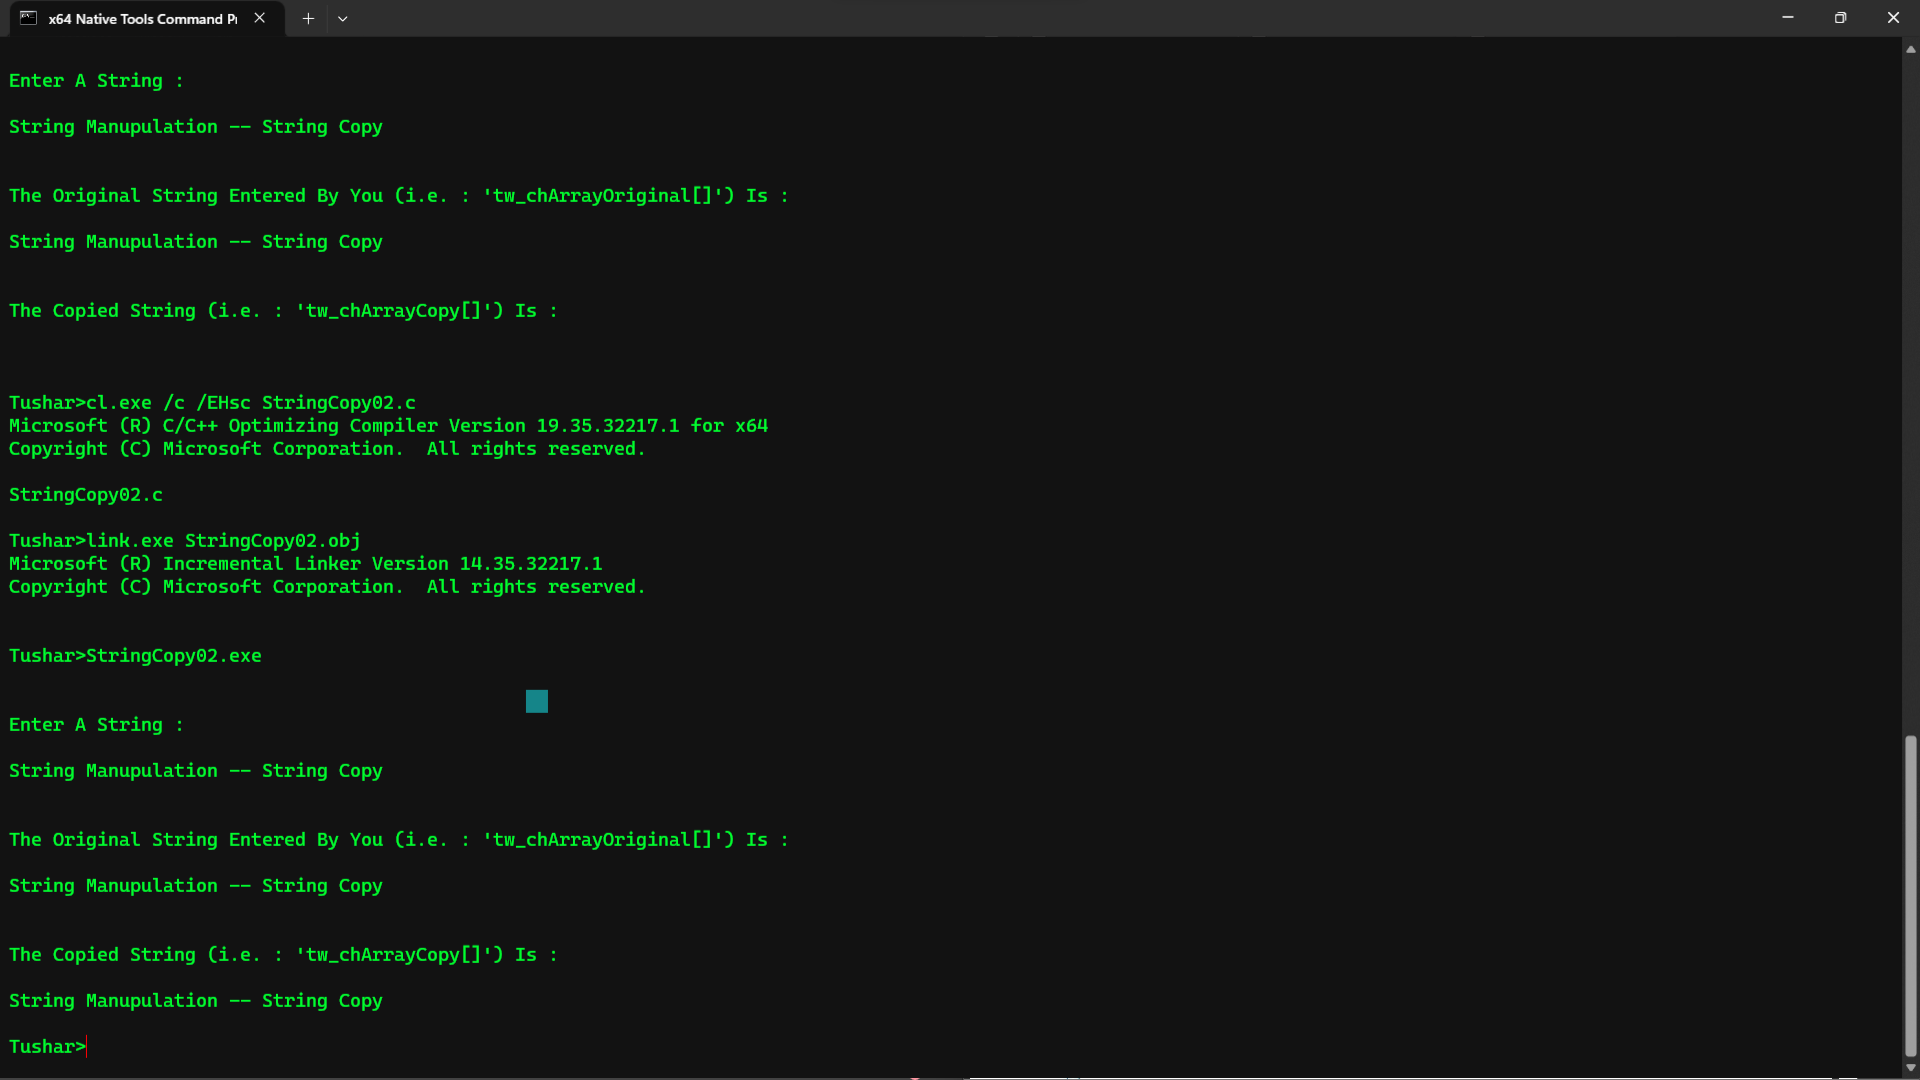 x64 Native Tools Command P
Enter A String :
String Manupulation -- String Copy
The Original String Entered By You (i.e. : 'tw_chArrayOriginal[]') Is :
String Manupulation -- String Copy
The Copied String (i.e. : 'tw_chArrayCopy[]') Is :
Tushar>cl.exe /c /EHsc StringCopy02.c
Microsoft (R) C/C++ Optimizing Compiler Version 19.35.32217.1 for x64
Copyright (C) Microsoft Corporation.  All rights reserved.
StringCopy02.c
Tushar>link.exe StringCopy02.obj
Microsoft (R) Incremental Linker Version 14.35.32217.1
Copyright (C) Microsoft Corporation.  All rights reserved.
Tushar>StringCopy02.exe
Enter A String :
String Manupulation -- String Copy
The Original String Entered By You (i.e. : 'tw_chArrayOriginal[]') Is :
String Manupulation -- String Copy
The Copied String (i.e. : 'tw_chArrayCopy[]') Is :
String Manupulation -- String Copy
Tushar>